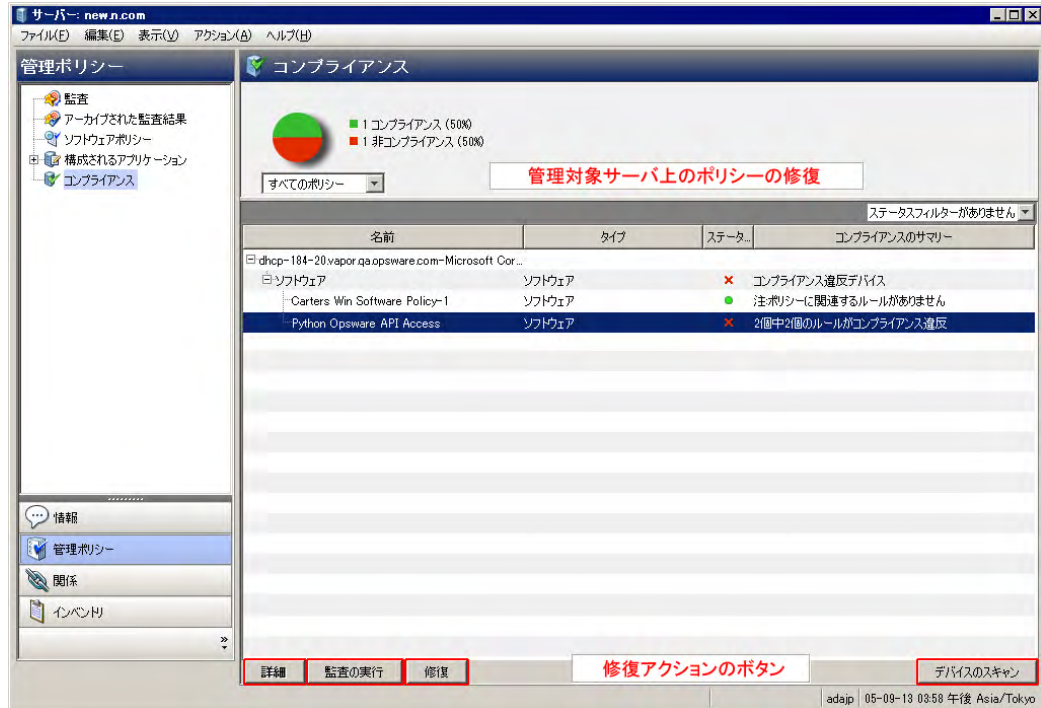 サーバー: new.n.com
ファイル(F) 編集(E) 表示(V) アクション(A) ヘルプ(H)
管理ポリシー
監査
アーカイブされた監査結果
ソフトウェアポリシー
構成されるアプリケーション
コンプライアンス
情報
管理ポリシー
関係
インベントリ
»
コンプライアンス
1 コンプライアンス (50%)
1 非コンプライアンス (50%)
すべてのポリシー
管理対象サーバ上のポリシーの修復
ステータスフィルターがありません
名前 タイプ ステータ... コンプライアンスのサマリー
dhcp-184-20.vapor.qa.opsware.com-Microsoft Cor...
ソフトウェア ソフトウェア コンプライアンス違反デバイス
Carters Win Software Policy-1 ソフトウェア 注:ポリシーに関連するルールがありません
Python Opsware API Access ソフトウェア 2個中2個のルールがコンプライアンス違反
詳細 監査の実行 修復 修復アクションのボタン デバイスのスキャン
adajp 05-09-13 03:58 午後 Asia/Tokyo